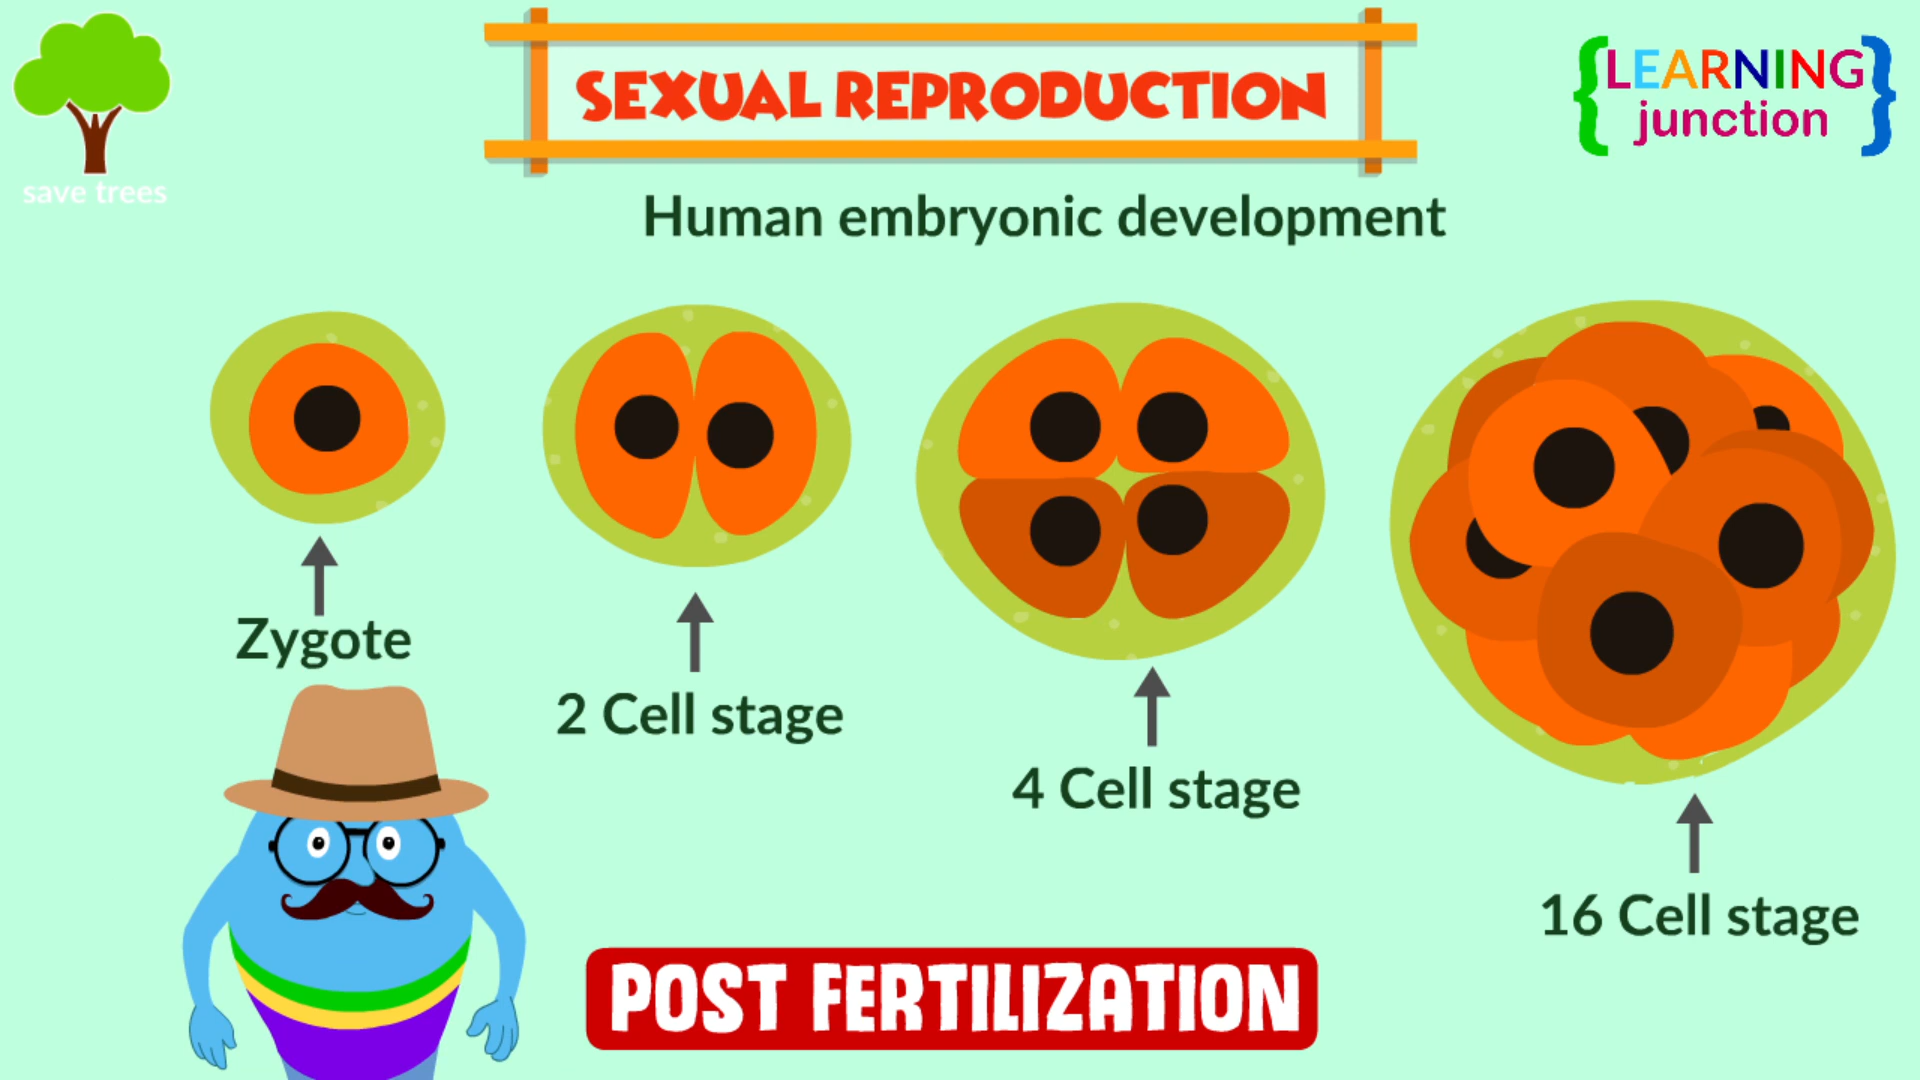 SEXUAL REPRODUCTION
{LEARNING
junction}
save trees
Human embryonic development
Zygote
2 Cell stage
4 Cell stage
16 Cell stage
POST FERTILIZATION